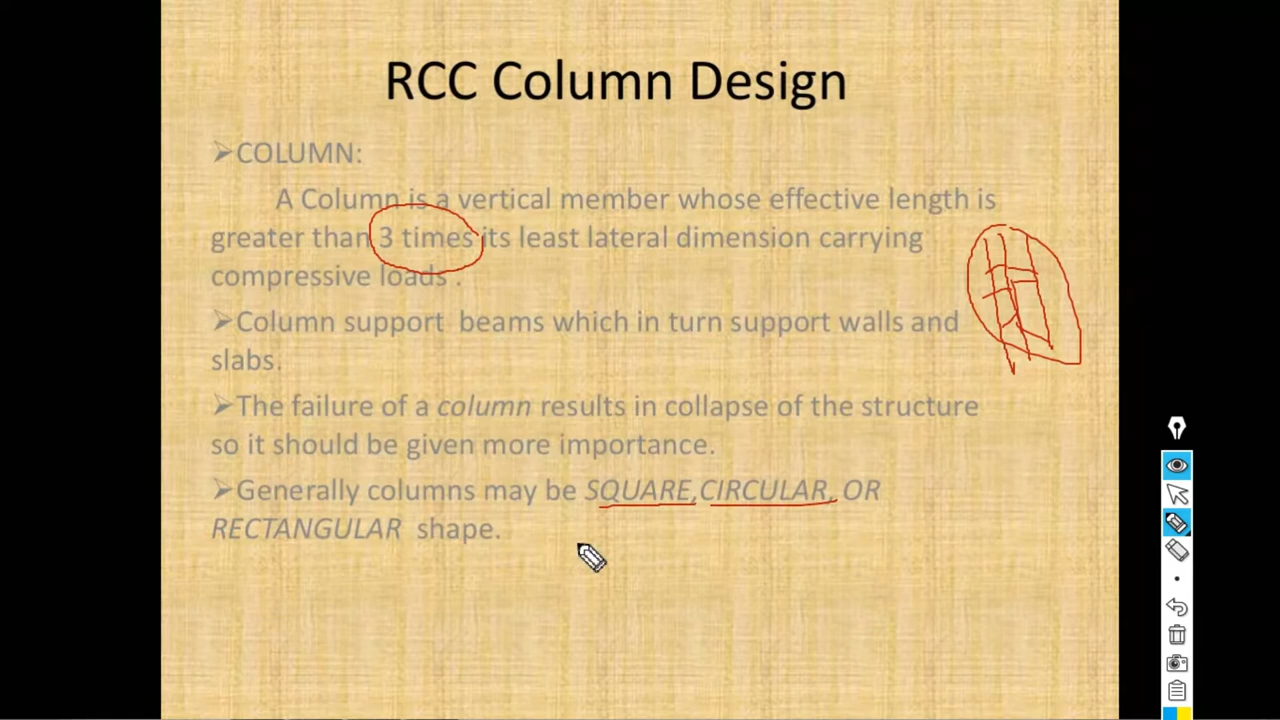 RCC Column Design
➢COLUMN:
A Column is a vertical member whose effective length is
greater than 3 times its least lateral dimension carrying
compressive loads .
➢Column support beams which in turn support walls and
slabs.
➢The failure of a column results in collapse of the structure
so it should be given more importance.
➢Generally columns may be SQUARE,CIRCULAR, OR
RECTANGULAR shape.